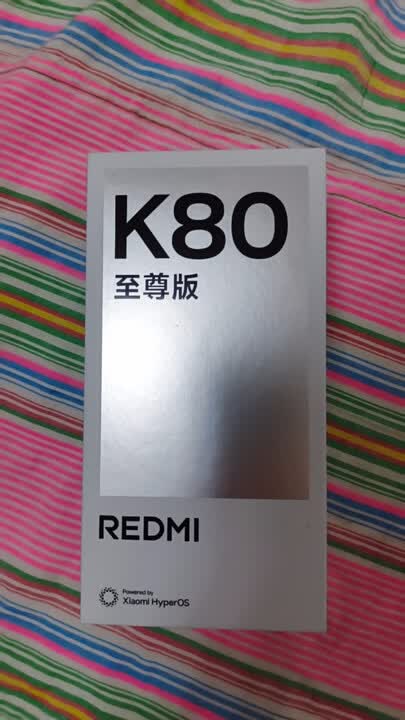 K80
至尊版
REDMI
Powered by
Xiaomi HyperOS